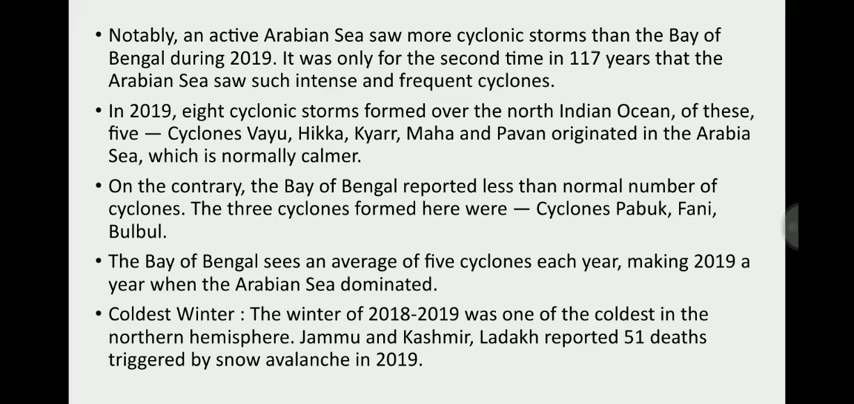 • Notably, an active Arabian Sea saw more cyclonic storms than the Bay of
Bengal during 2019. It was only for the second time in 117 years that the
Arabian Sea saw such intense and frequent cyclones.
• In 2019, eight cyclonic storms formed over the north Indian Ocean, of these,
five — Cyclones Vayu, Hikka, Kyarr, Maha and Pavan originated in the Arabia
Sea, which is normally calmer.
• On the contrary, the Bay of Bengal reported less than normal number of
cyclones. The three cyclones formed here were — Cyclones Pabuk, Fani,
Bulbul.
• The Bay of Bengal sees an average of five cyclones each year, making 2019 a
year when the Arabian Sea dominated.
• Coldest Winter : The winter of 2018-2019 was one of the coldest in the
northern hemisphere. Jammu and Kashmir, Ladakh reported 51 deaths
triggered by snow avalanche in 2019.